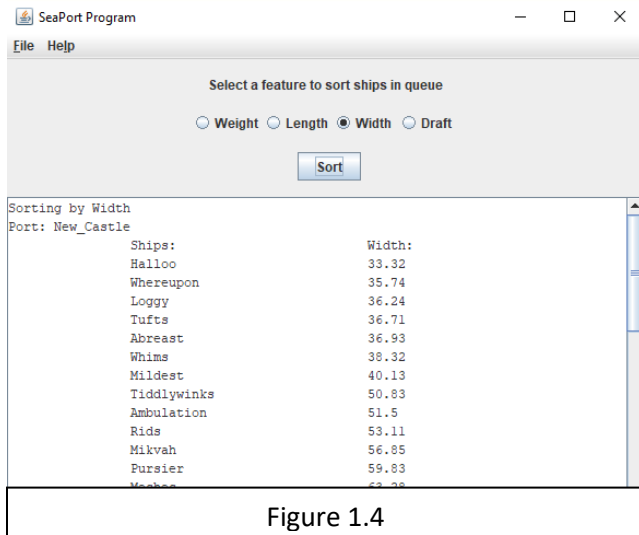 SeaPort Program
File Help
Select a feature to sort ships in queue
Weight Length Width Draft
Sort
Sorting by Width
Port: New_Castle
Ships: Width:
Halloo 33.32
Whereupon 35.74
Loggy 36.24
Tufts 36.71
Abreast 36.93
Whims 38.32
Mildest 40.13
Tiddlywinks 50.83
Ambulation 51.5
Rids 53.11
Mikvah 56.85
Pursier 59.83
Figure 1.4